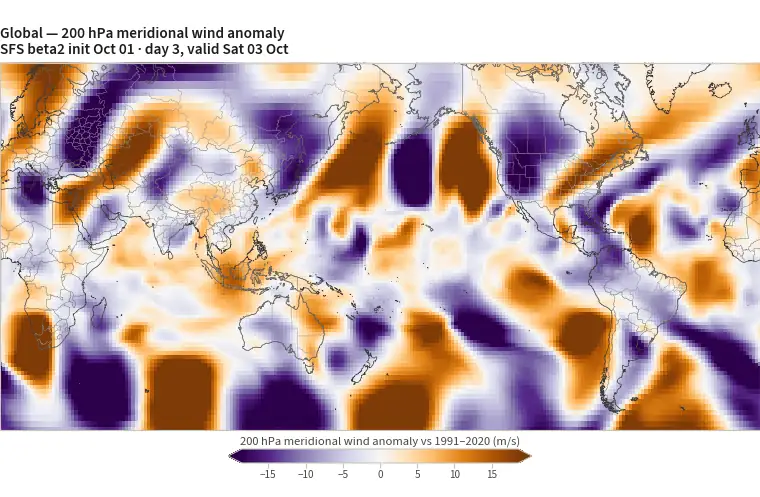 Global — 200 hPa meridional wind anomaly
SFS beta2 init Oct 01 · day 3, valid Sat 03 Oct
200 hPa meridional wind anomaly vs 1991–2020 (m/s)
−15 −10 −5 0 5 10 15